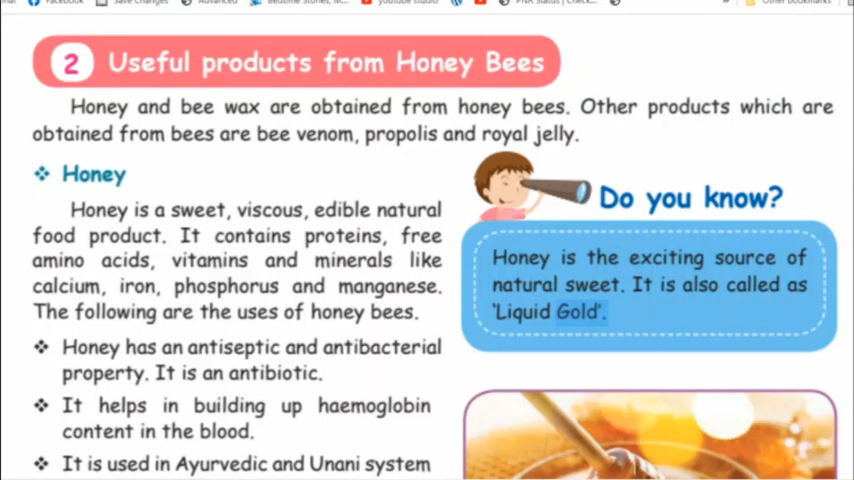 Facebook
Save Changes
Advanced
Bedtime Stories, M...
youtube studio
PNR Status | Check...
»
Other bookmarks
2 Useful products from Honey Bees
Honey and bee wax are obtained from honey bees. Other products which are
obtained from bees are bee venom, propolis and royal jelly.
❖ Honey
Honey is a sweet, viscous, edible natural
food product. It contains proteins, free
amino acids, vitamins and minerals like
calcium, iron, phosphorus and manganese.
The following are the uses of honey bees.
❖ Honey has an antiseptic and antibacterial
property. It is an antibiotic.
❖ It helps in building up haemoglobin
content in the blood.
❖ It is used in Ayurvedic and Unani system
Do you know?
Honey is the exciting source of
natural sweet. It is also called as
'Liquid Gold'.